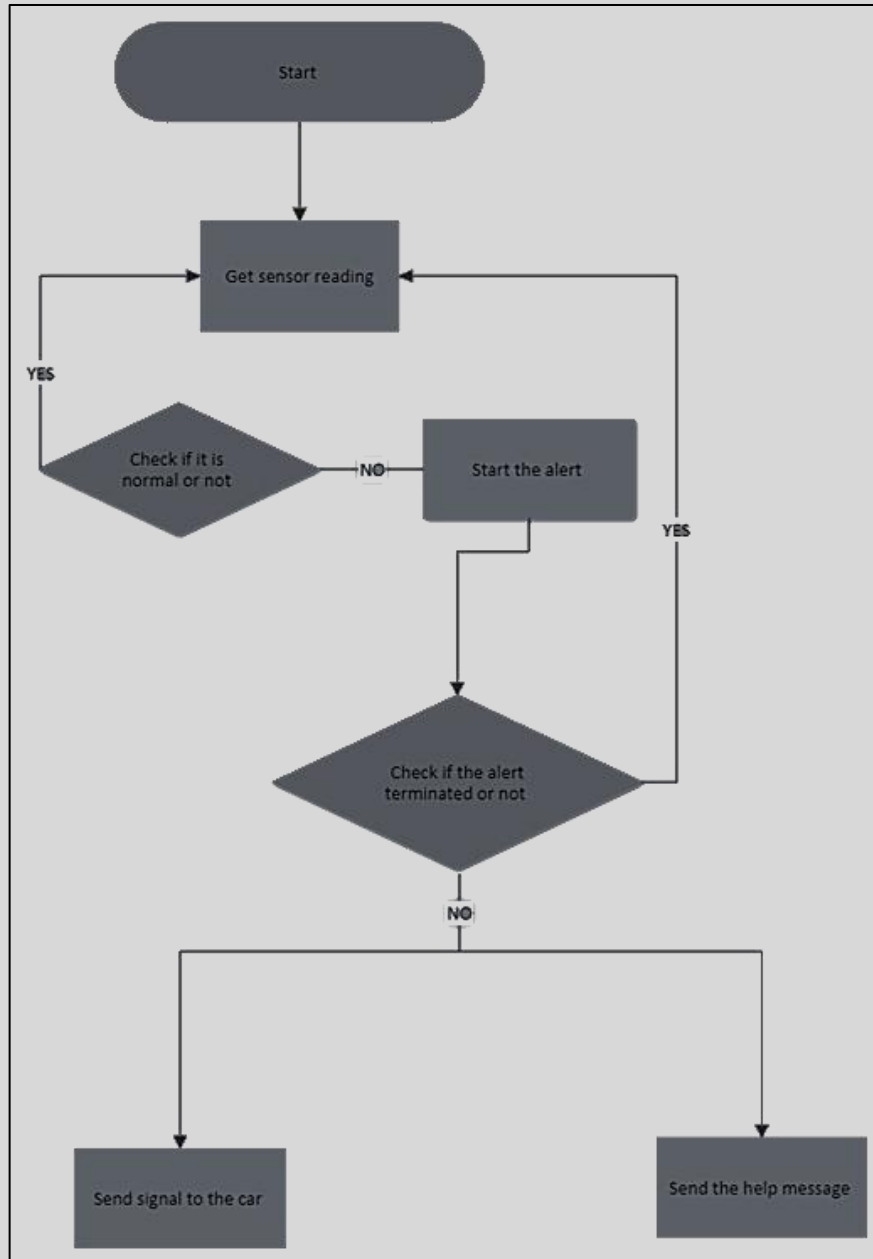 Start
Get sensor reading
YES
Check if it is
normal or not
NO
Start the alert
YES
Check if the alert
terminated or not
NO
Send signal to the car
Send the help message